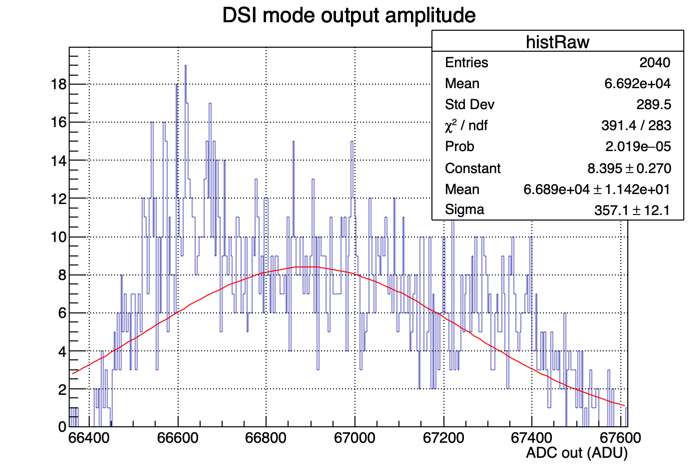 DSI mode output amplitude
histRaw
Entries 2040
Mean 6.692e+04
Std Dev 289.5
χ² / ndf 391.4 / 283
Prob 2.019e−05
Constant 8.395 ± 0.270
Mean 6.689e+04 ± 1.142e+01
Sigma 357.1 ± 12.1
18
16
14
12
10
8
6
4
2
0
66400 66600 66800 67000 67200 67400 67600
ADC out (ADU)